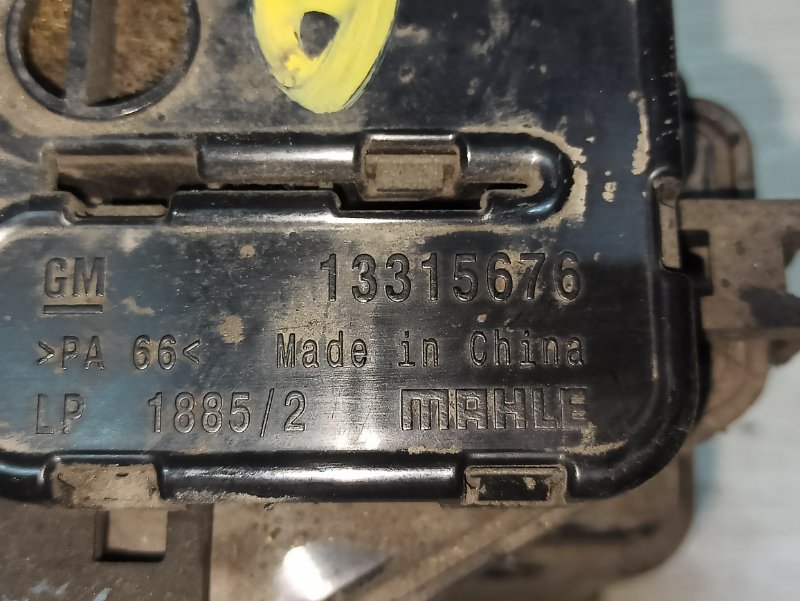 GM 13315676
>PA 66< Made in China
LP 1885/2 MAHLE